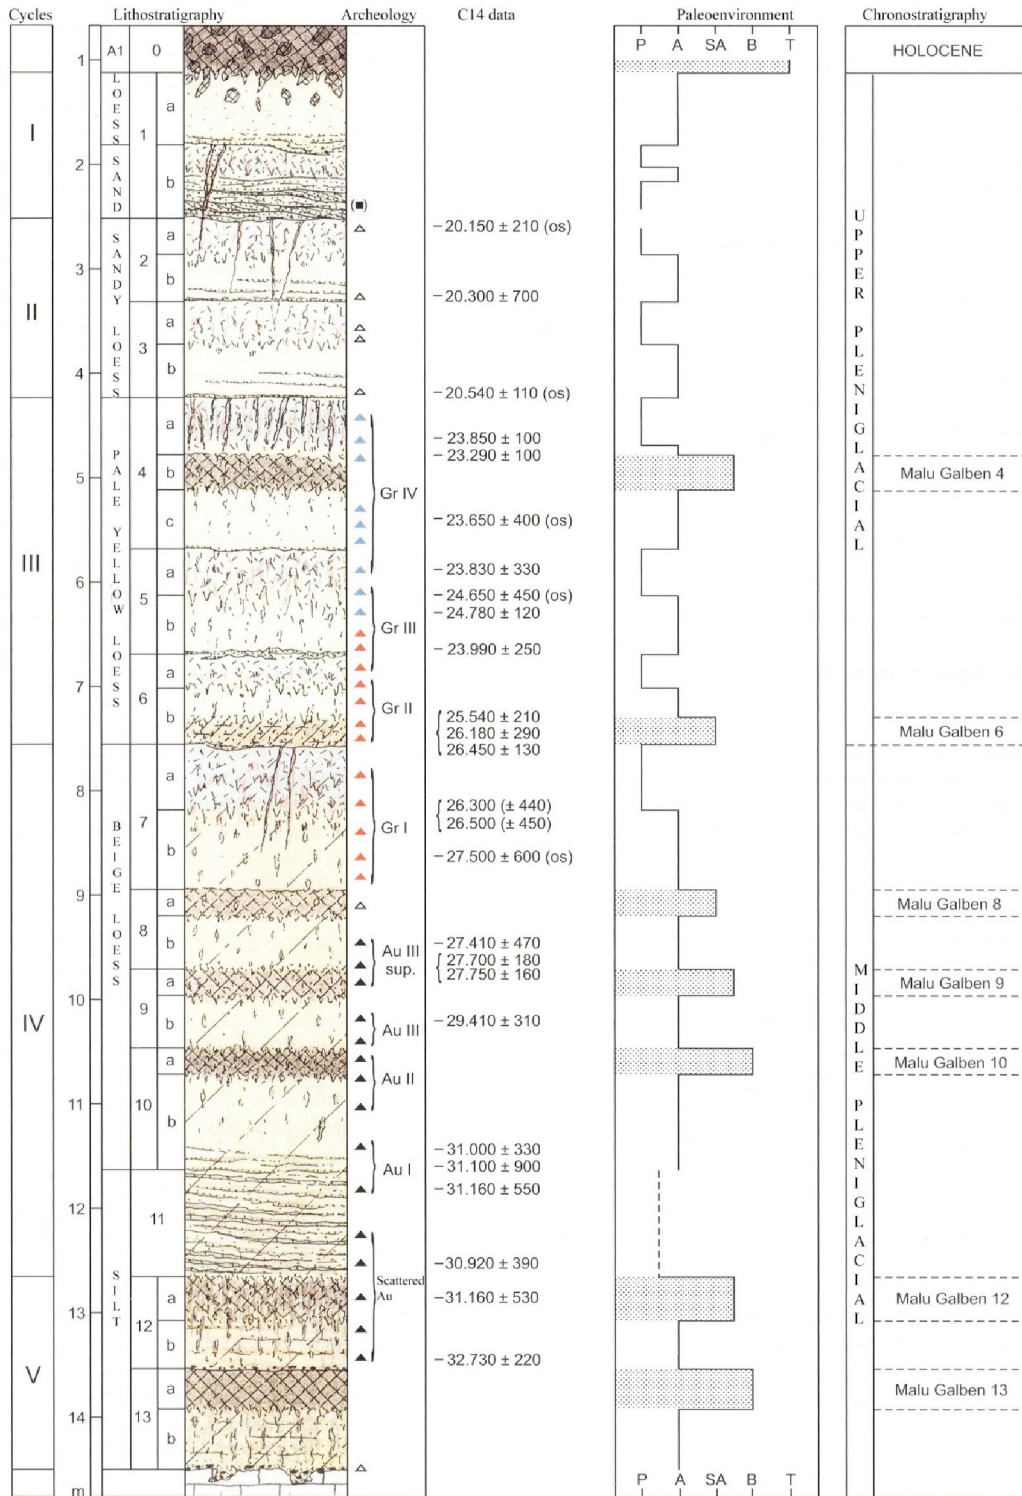 Cycles Lithostratigraphy Archeology C14 data Paleoenvironment Chronostratigraphy
P A SA B T
A1 0 HOLOCENE
1
LOESS
a
I
1
2
SAND
b
(■)
UPPER PLENIGLACIAL
SANDY LOESS
a
20.150 ± 210 (os)
2
3
b
20.300 ± 700
II
a
3
4
b
20.540 ± 110 (os)
PALE YELLOW LOESS
a
23.850 ± 100
23.290 ± 100
4
b
Malu Galben 4
5
Gr IV
c
23.650 ± 400 (os)
III
a
23.830 ± 330
6
24.650 ± 450 (os)
5
24.780 ± 120
b
Gr III
23.990 ± 250
a
7
6
Gr II
b
25.540 ± 210
26.180 ± 290
26.450 ± 130
Malu Galben 6
BEIGE LOESS
a
8
26.300 (± 440)
26.500 (± 450)
7
Gr I
b
27.500 ± 600 (os)
9
a
Malu Galben 8
8
b
Au III
sup.
27.410 ± 470
27.700 ± 180
27.750 ± 160
MIDDLE PLENIGLACIAL
a
Malu Galben 9
10
9
IV
b
Au III
29.410 ± 310
a
Malu Galben 10
Au II
11
10
b
31.000 ± 330
31.100 ± 900
Au I
31.160 ± 550
12
11
SILT
30.920 ± 390
Scattered
Au
a
31.160 ± 530
Malu Galben 12
13
12
b
32.730 ± 220
V
a
Malu Galben 13
14
13
b
m
P A SA B T